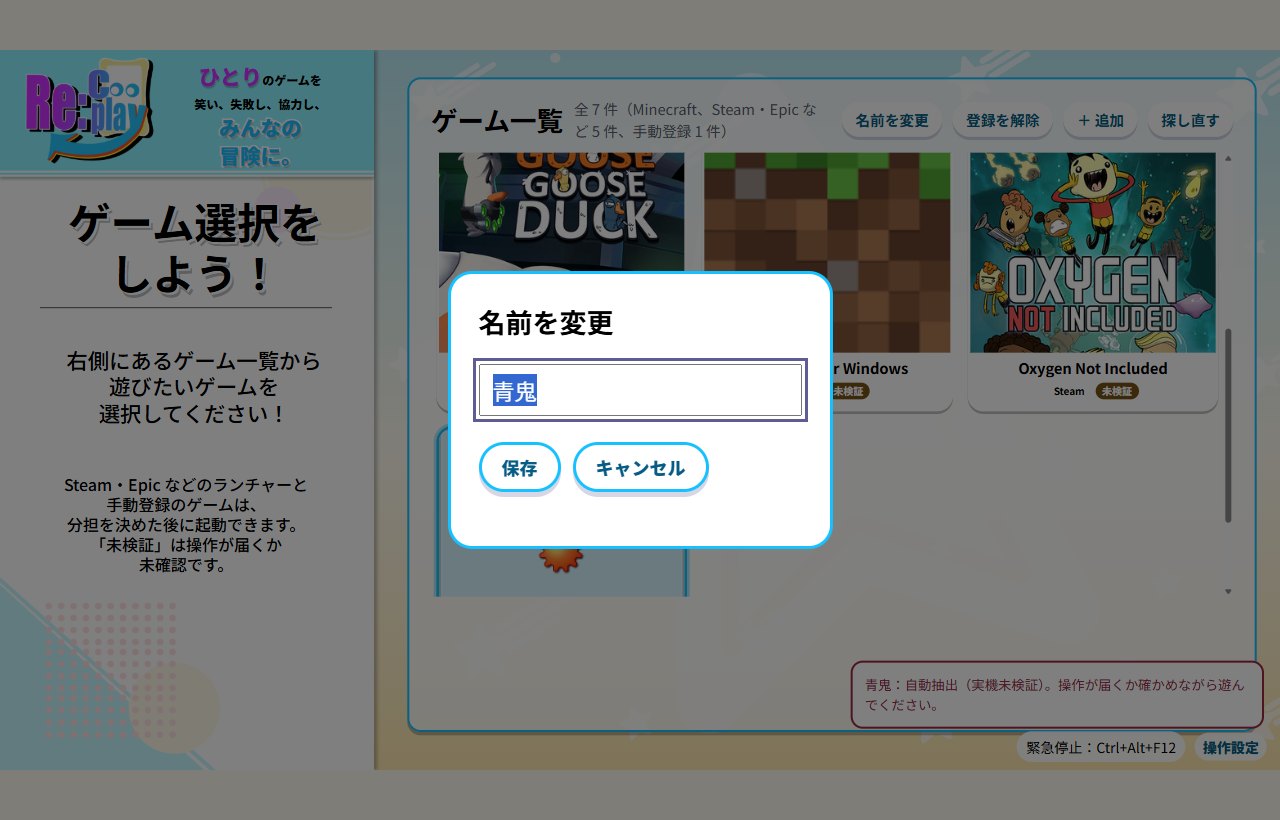 Re:
Co
play
ひとりのゲームを
笑い、失敗し、協力し、
みんなの
冒険に。
ゲーム選択を
しよう！
右側にあるゲーム一覧から
遊びたいゲームを
選択してください！
Steam・Epic などのランチャーと
手動登録のゲームは、
分担を決めた後に起動できます。
「未検証」は操作が届くか
未確認です。
ゲーム一覧
全 7 件（Minecraft、Steam・Epic な
ど 5 件、手動登録 1 件）
名前を変更
登録を解除
＋ 追加
探し直す
GOOSE
GOOSE
DUCK
OXYGEN
NOT INCLUDED
r Windows
未検証
Oxygen Not Included
Steam 未検証
名前を変更
青鬼
保存
キャンセル
青鬼：自動抽出（実機未検証）。操作が届くか確かめながら遊ん
でください。
緊急停止：Ctrl+Alt+F12
操作設定